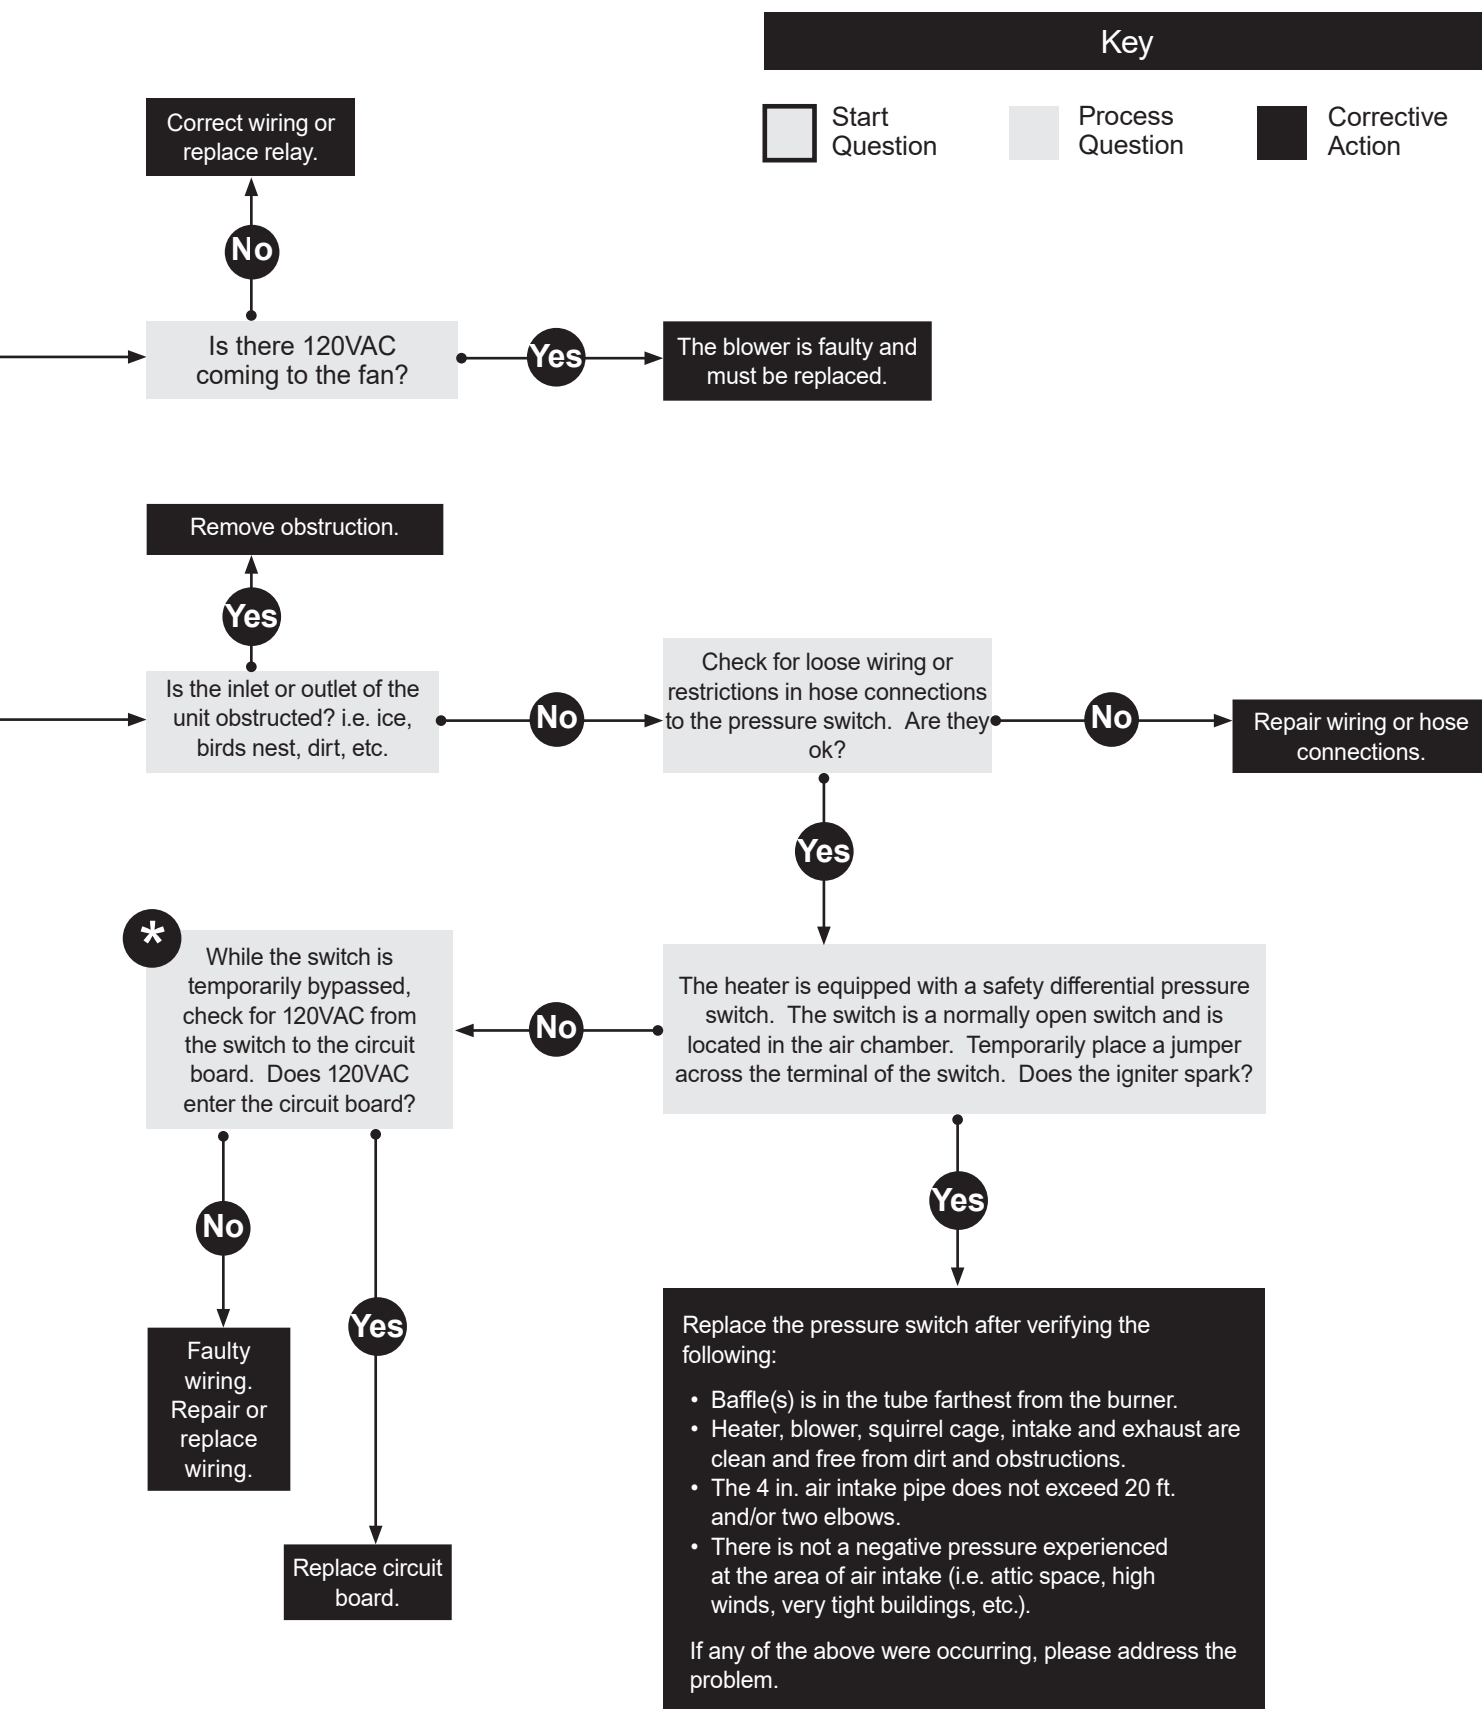 Key
Start
Question
Process
Question
Corrective
Action
Correct wiring or
replace relay.
No
Is there 120VAC
coming to the fan?
Yes
The blower is faulty and
must be replaced.
Remove obstruction.
Yes
Is the inlet or outlet of the
unit obstructed? i.e. ice,
birds nest, dirt, etc.
No
Check for loose wiring or
restrictions in hose connections
to the pressure switch.  Are they
ok?
No
Repair wiring or hose
connections.
Yes
The heater is equipped with a safety differential pressure
switch.  The switch is a normally open switch and is
located in the air chamber.  Temporarily place a jumper
across the terminal of the switch.  Does the igniter spark?
No
*
While the switch is
temporarily bypassed,
check for 120VAC from
the switch to the circuit
board.  Does 120VAC
enter the circuit board?
No
Faulty
wiring.
Repair or
replace
wiring.
Yes
Replace circuit
board.
Yes
Replace the pressure switch after verifying the
following:
• Baffle(s) is in the tube farthest from the burner.
• Heater, blower, squirrel cage, intake and exhaust are
clean and free from dirt and obstructions.
• The 4 in. air intake pipe does not exceed 20 ft.
and/or two elbows.
• There is not a negative pressure experienced
at the area of air intake (i.e. attic space, high
winds, very tight buildings, etc.).
If any of the above were occurring, please address the
problem.